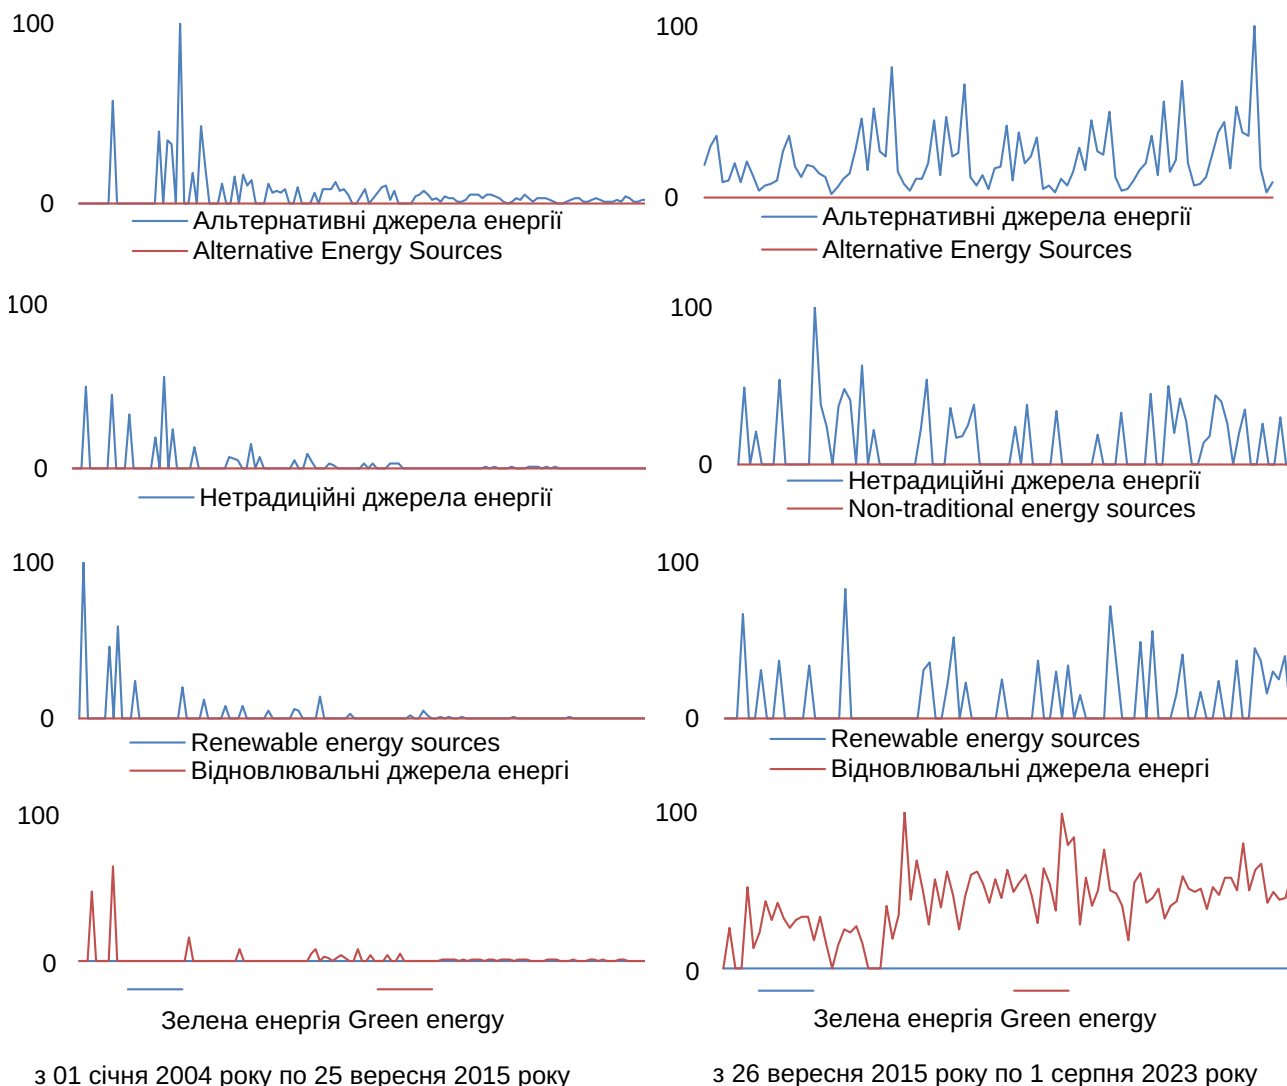 100
0
Альтернативні джерела енергії
Alternative Energy Sources
100
0
Альтернативні джерела енергії
Alternative Energy Sources
100
0
Нетрадиційні джерела енергії
100
0
Нетрадиційні джерела енергії
Non-traditional energy sources
100
0
Renewable energy sources
Відновлювальні джерела енергі
100
0
Renewable energy sources
Відновлювальні джерела енергі
100
0
Зелена енергія Green energy
100
0
Зелена енергія Green energy
з 01 січня 2004 року по 25 вересня 2015 року
з 26 вересня 2015 року по 1 серпня 2023 року